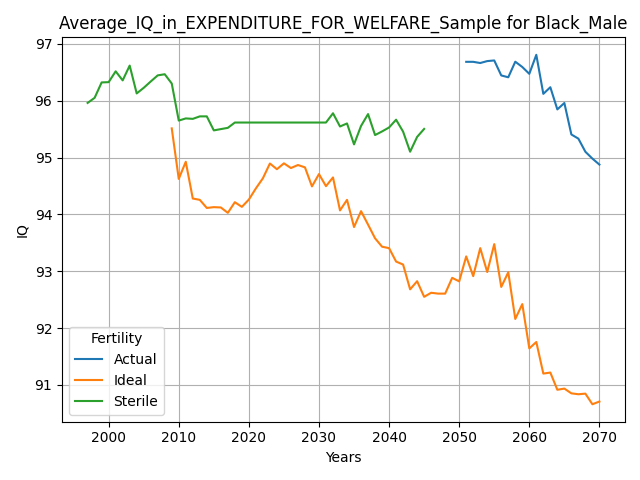 Average_IQ_in_EXPENDITURE_FOR_WELFARE_Sample for Black_Male
97
96
95
94
93
92
91
IQ
Fertility
Actual
Ideal
Sterile
2000 2010 2020 2030 2040 2050 2060 2070
Years